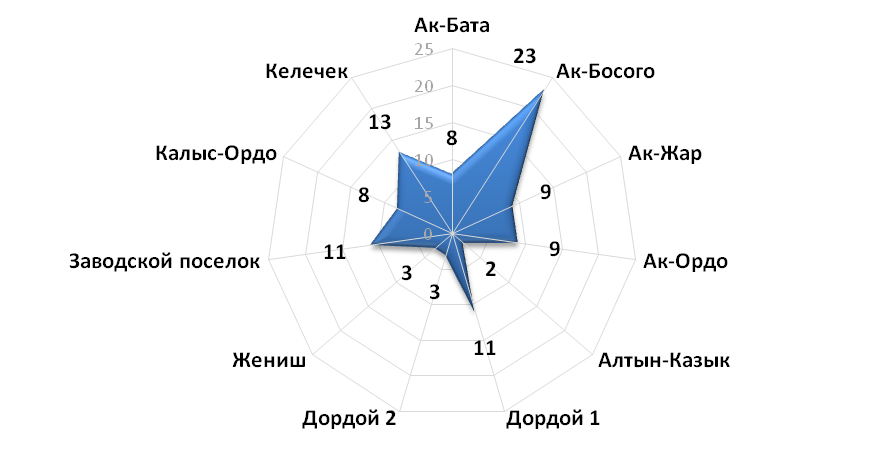 Ак-Бата
25
23
Келечек
Ак-Босого
20
13
15
8
Калыс-Ордо
Ак-Жар
10
8
5
9
0
Заводской поселок
11
9
Ак-Ордо
3
2
3
11
Жениш
Алтын-Казык
Дордой 2
Дордой 1